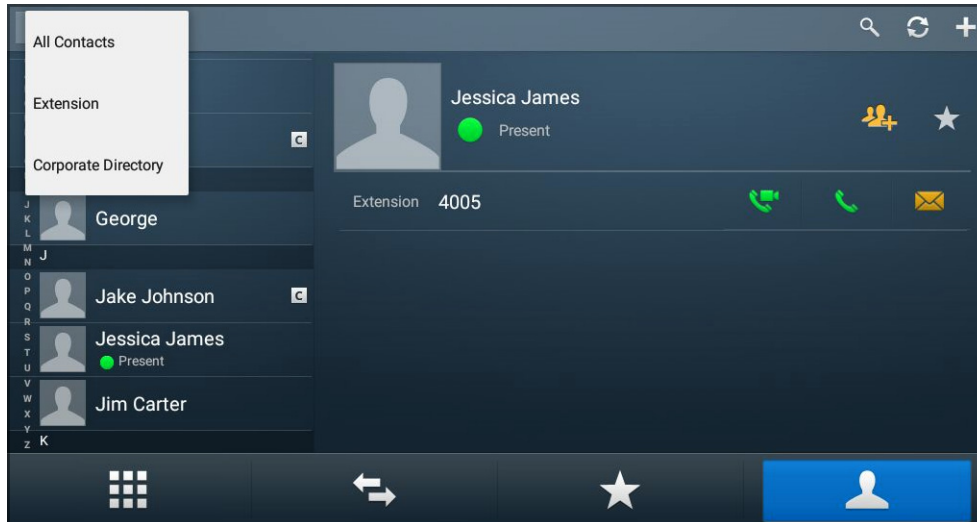 All Contacts
Extension
Corporate Directory
C
J
K
L
M
N
O
P
Q
R
S
T
U
V
W
X
Y
Z
George
J
Jake Johnson
C
Jessica James
Present
Jim Carter
K
Jessica James
Present
Extension 4005